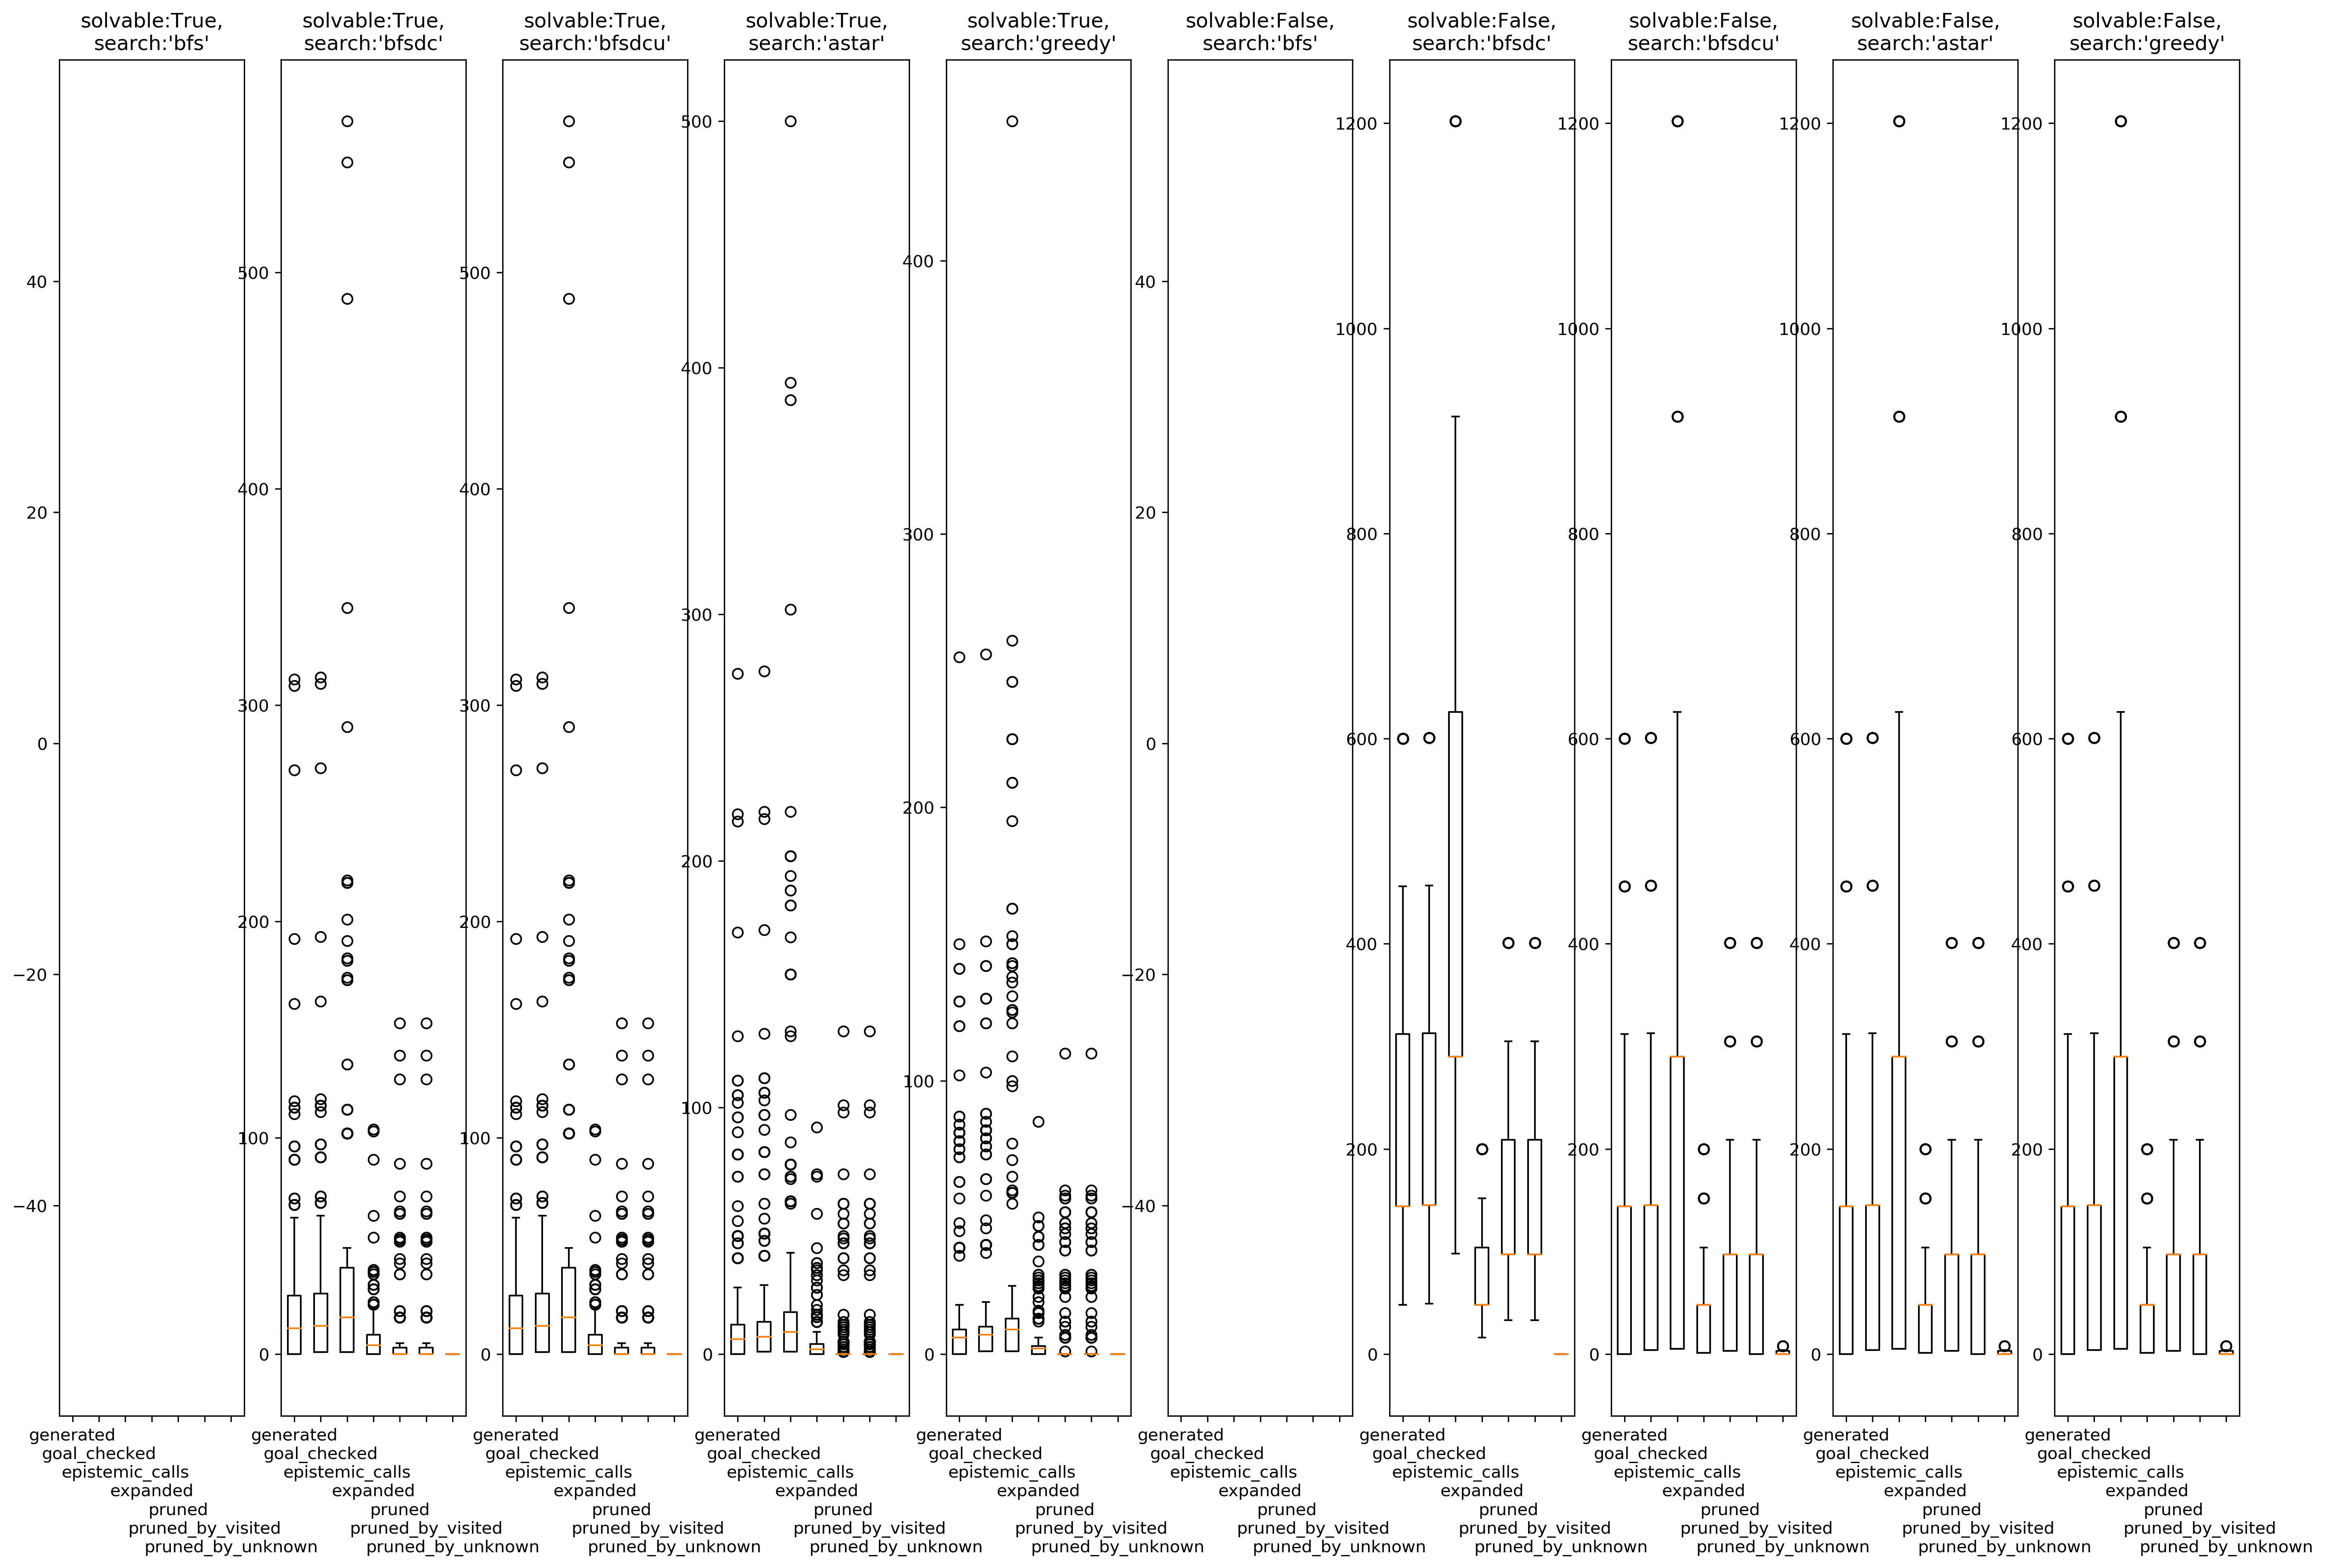 solvable:True,
search:'bfs'
solvable:True,
search:'bfsdc'
solvable:True,
search:'bfsdcu'
solvable:True,
search:'astar'
solvable:True,
search:'greedy'
solvable:False,
search:'bfs'
solvable:False,
search:'bfsdc'
solvable:False,
search:'bfsdcu'
solvable:False,
search:'astar'
solvable:False,
search:'greedy'
40
20
0
−20
−40
generated
goal_checked
epistemic_calls
expanded
pruned
pruned_by_visited
pruned_by_unknown
500
400
300
200
100
0
generated
goal_checked
epistemic_calls
expanded
pruned
pruned_by_visited
pruned_by_unknown
500
400
300
200
100
0
generated
goal_checked
epistemic_calls
expanded
pruned
pruned_by_visited
pruned_by_unknown
500
400
300
200
100
0
generated
goal_checked
epistemic_calls
expanded
pruned
pruned_by_visited
pruned_by_unknown
400
300
200
100
0
generated
goal_checked
epistemic_calls
expanded
pruned
pruned_by_visited
pruned_by_unknown
40
20
0
−20
−40
generated
goal_checked
epistemic_calls
expanded
pruned
pruned_by_visited
pruned_by_unknown
1200
1000
800
600
400
200
0
generated
goal_checked
epistemic_calls
expanded
pruned
pruned_by_visited
pruned_by_unknown
1200
1000
800
600
400
200
0
generated
goal_checked
epistemic_calls
expanded
pruned
pruned_by_visited
pruned_by_unknown
1200
1000
800
600
400
200
0
generated
goal_checked
epistemic_calls
expanded
pruned
pruned_by_visited
pruned_by_unknown
1200
1000
800
600
400
200
0
generated
goal_checked
epistemic_calls
expanded
pruned
pruned_by_visited
pruned_by_unknown